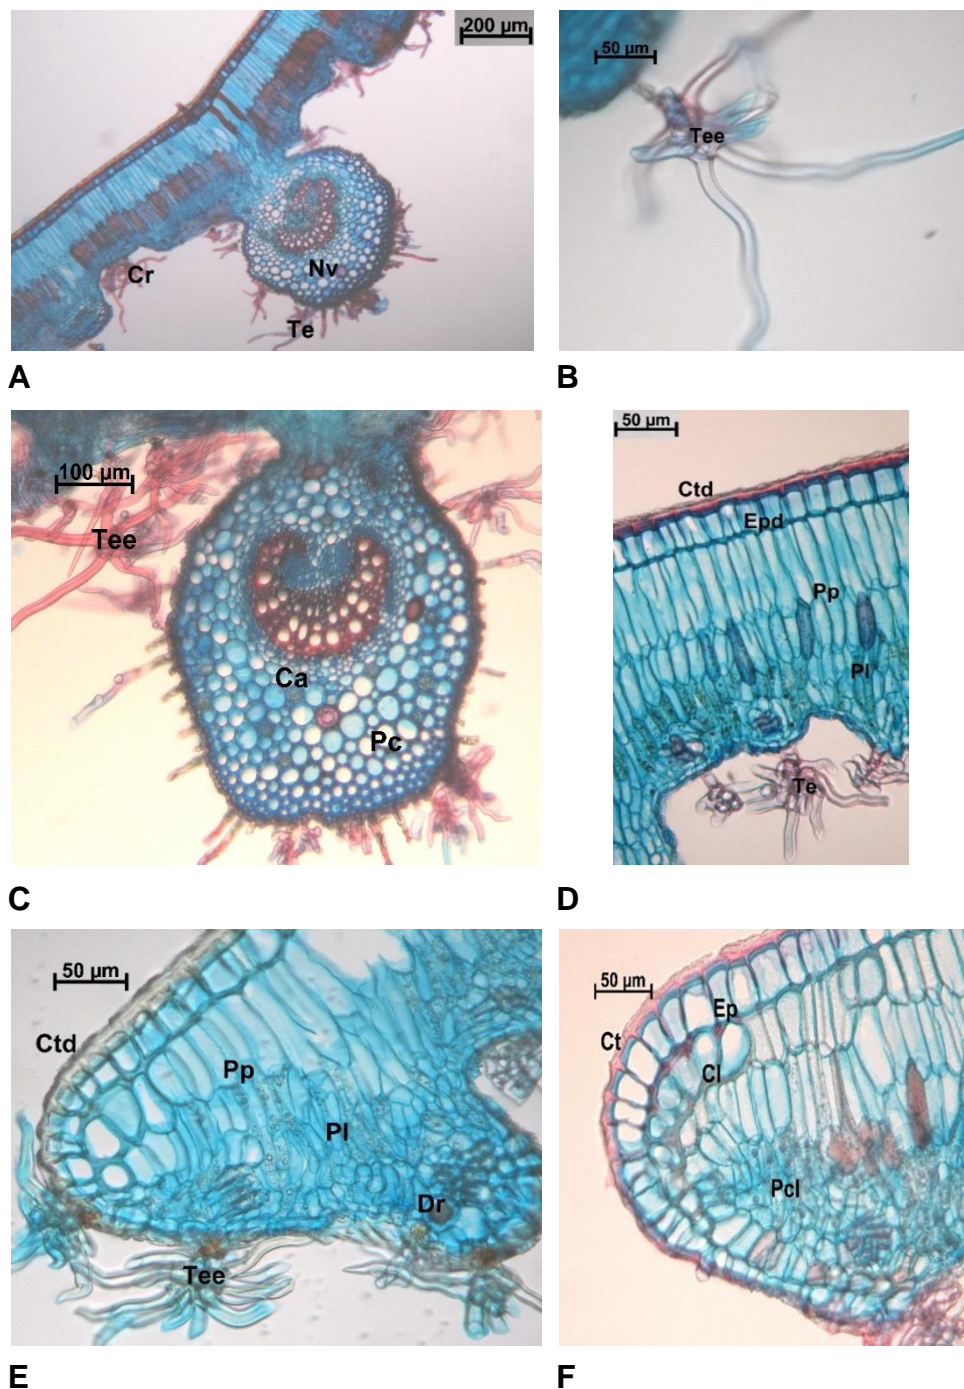 200 µm
Nv
Cr
Te
A
50 µm
Tee
B
100 µm
Tee
Ca
Pc
C
50 µm
Ctd
Epd
Pp
Pl
Te
D
50 µm
Ctd
Pp
Pl
Dr
Tee
E
50 µm
Ep
Ct
Cl
Pcl
F